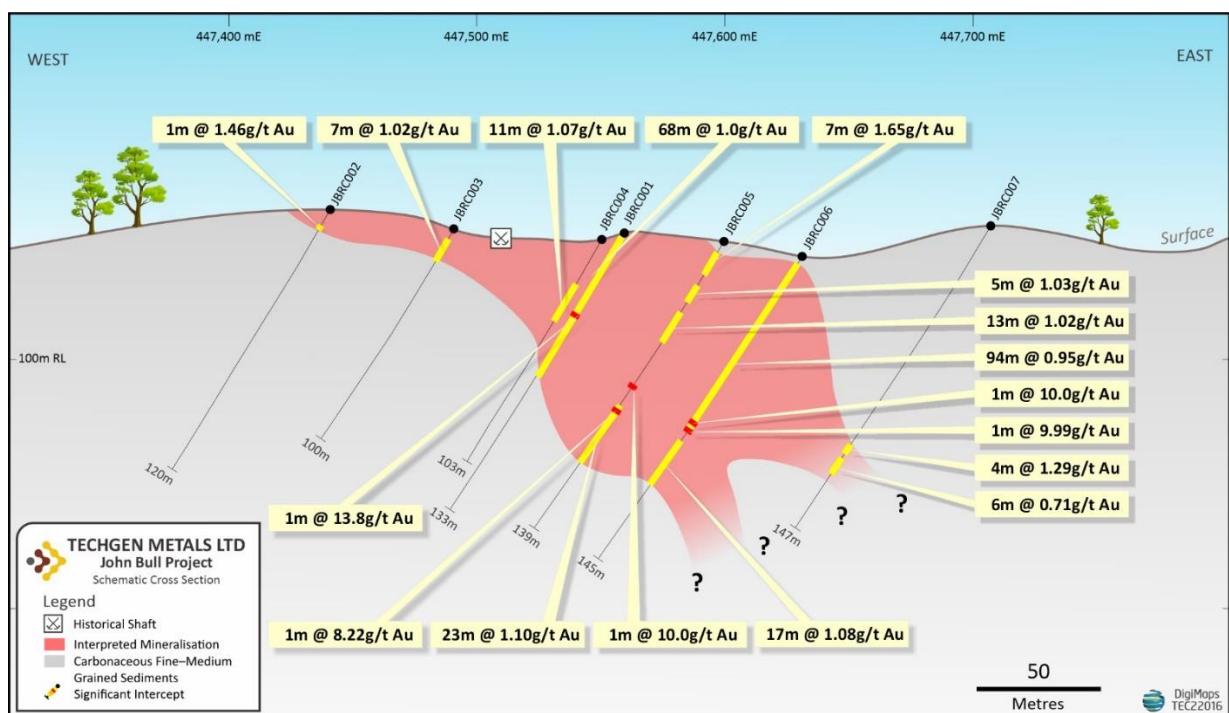 447,400 mE
447,500 mE
447,600 mE
447,700 mE
WEST
EAST
1m @ 1.46g/t Au
7m @ 1.02g/t Au
11m @ 1.07g/t Au
68m @ 1.0g/t Au
7m @ 1.65g/t Au
JBRC002
JBRC003
JBRC004
JBRC001
JBRC005
JBRC006
JBRC007
Surface
5m @ 1.03g/t Au
13m @ 1.02g/t Au
94m @ 0.95g/t Au
1m @ 10.0g/t Au
1m @ 9.99g/t Au
4m @ 1.29g/t Au
6m @ 0.71g/t Au
100m RL
120m
100m
103m
133m
139m
145m
147m
?
?
?
?
1m @ 13.8g/t Au
1m @ 8.22g/t Au
23m @ 1.10g/t Au
1m @ 10.0g/t Au
17m @ 1.08g/t Au
TECHGEN METALS LTD
John Bull Project
Schematic Cross Section
Legend
Historical Shaft
Interpreted Mineralisation
Carbonaceous Fine–Medium
Grained Sediments
Significant Intercept
50
Metres
DigiMaps
TEC22016